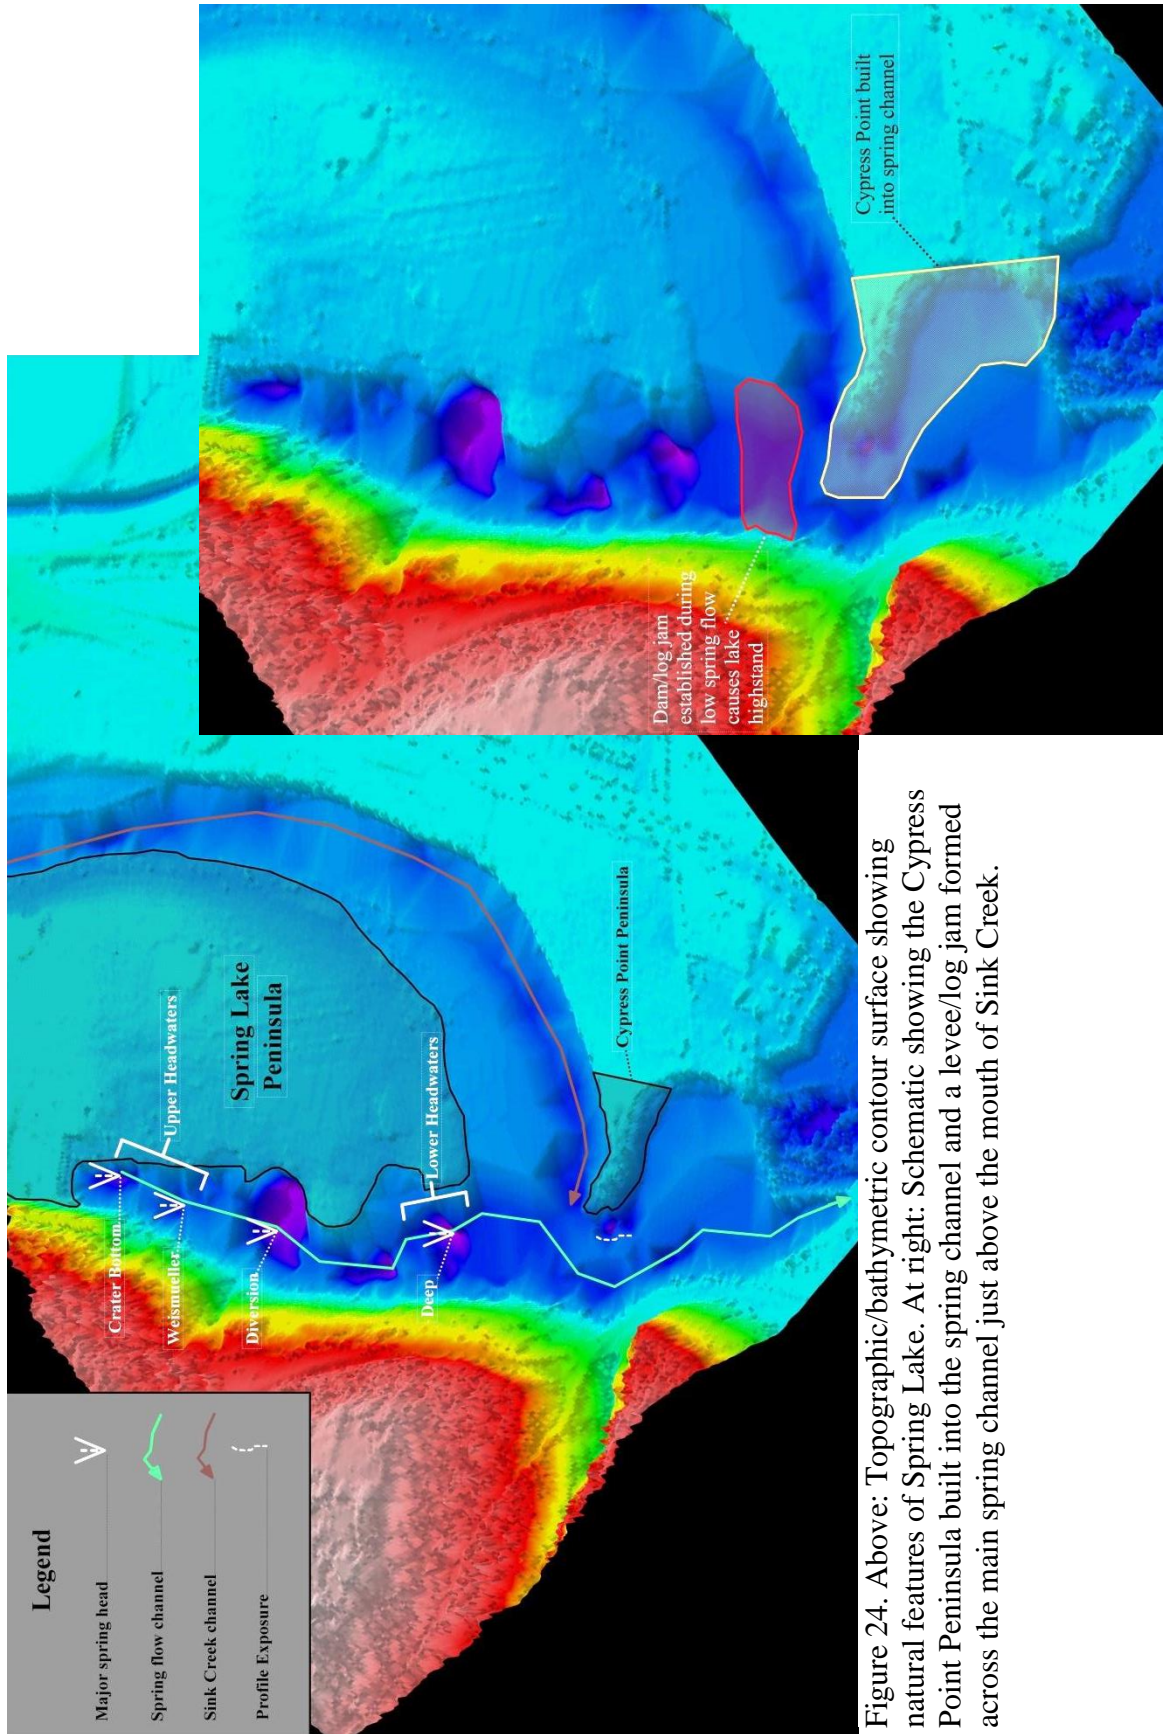 Legend
Major spring head
Spring flow channel
Sink Creek channel
Profile Exposure
Crater Bottom
Weismueller
Diversion
Deep
Upper Headwaters
Lower Headwaters
Spring Lake
Peninsula
Cypress Point Peninsula
Dam/log jam
established during
low spring flow
causes lake
highstand
Cypress Point built
into spring channel
Figure 24. Above: Topographic/bathymetric contour surface showing
natural features of Spring Lake. At right: Schematic showing the Cypress
Point Peninsula built into the spring channel and a levee/log jam formed
across the main spring channel just above the mouth of Sink Creek.